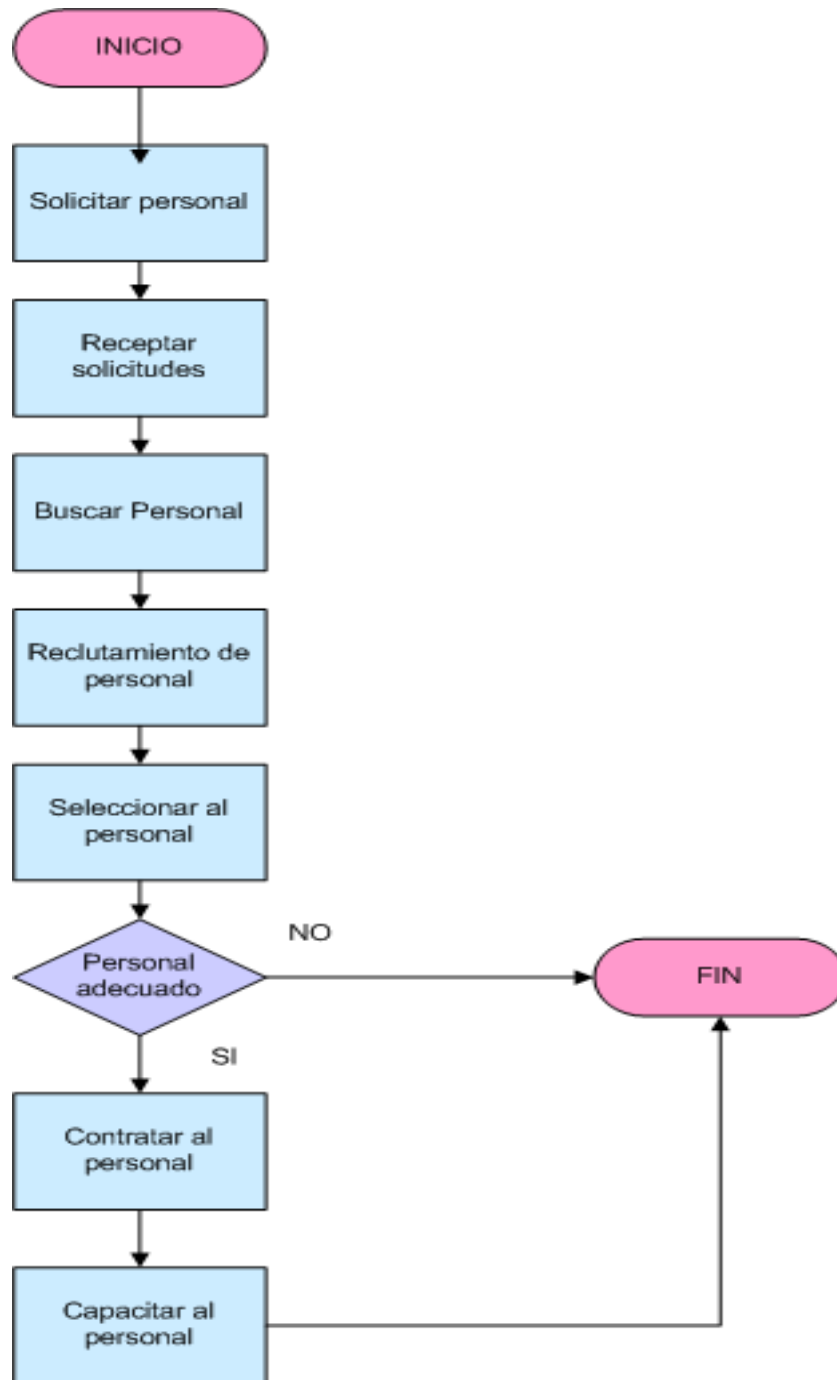 INICIO
Solicitar personal
Receptar
solicitudes
Buscar Personal
Reclutamiento de
personal
Seleccionar al
personal
Personal
adecuado
NO
FIN
SI
Contratar al
personal
Capacitar al
personal